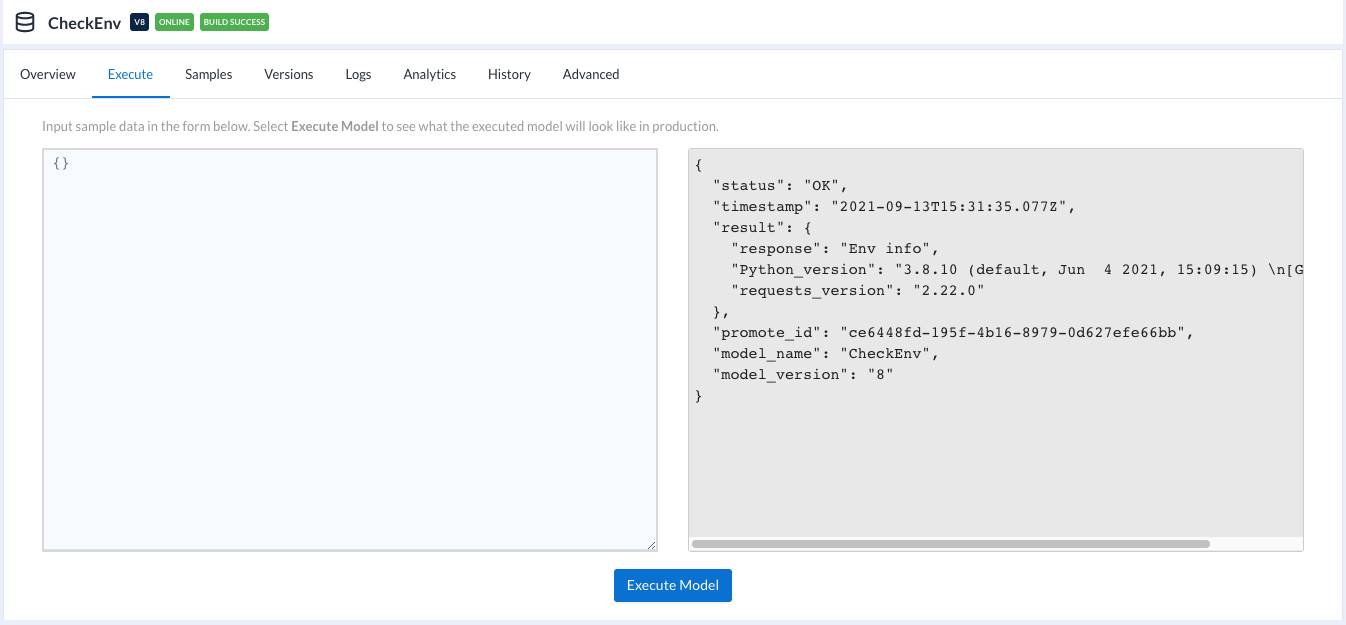 CheckEnv V8 ONLINE BUILD SUCCESS
Overview Execute Samples Versions Logs Analytics History Advanced
Input sample data in the form below. Select Execute Model to see what the executed model will look like in production.
{}
{
"status": "OK",
"timestamp": "2021-09-13T15:31:35.077Z",
"result": {
"response": "Env info",
"Python_version": "3.8.10 (default, Jun  4 2021, 15:09:15) \n[G
"requests_version": "2.22.0"
},
"promote_id": "ce6448fd-195f-4b16-8979-0d627efe66bb",
"model_name": "CheckEnv",
"model_version": "8"
}
Execute Model